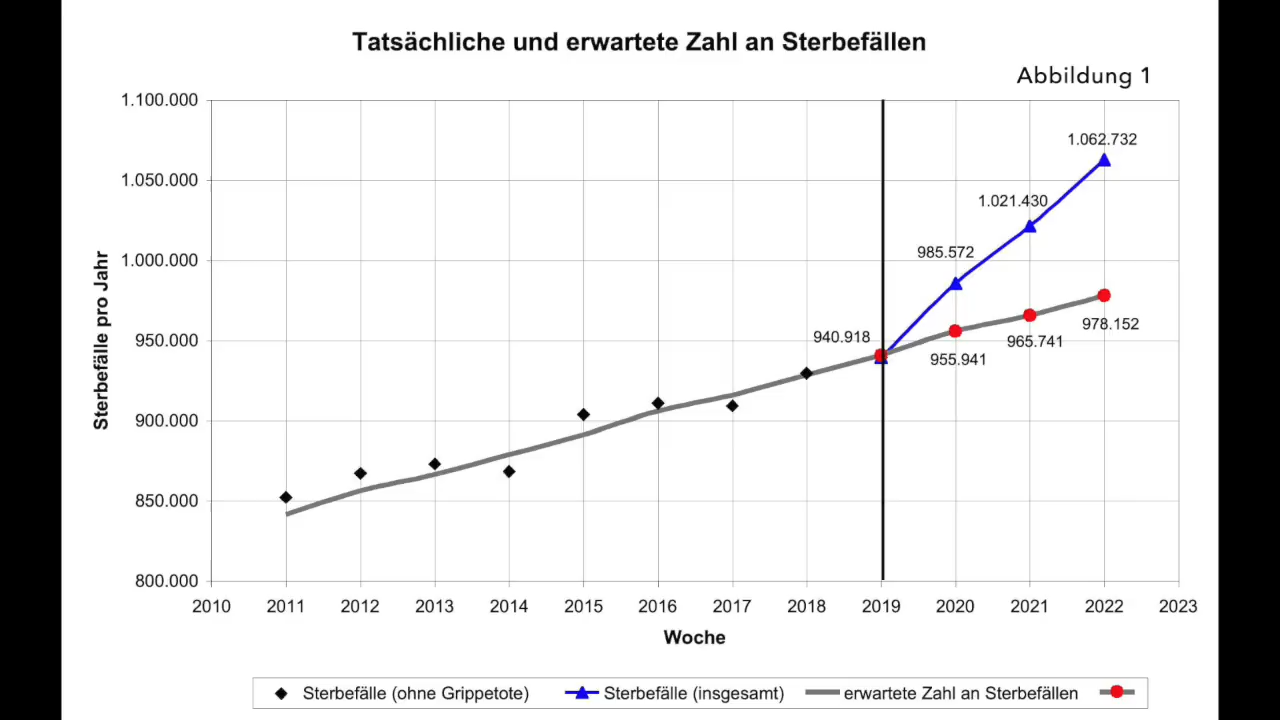 Tatsächliche und erwartete Zahl an Sterbefällen
Abbildung 1
1.100.000
1.050.000
1.000.000
950.000
900.000
850.000
800.000
Sterbefälle pro Jahr
1.062.732
1.021.430
985.572
940.918
955.941
965.741
978.152
2010 2011 2012 2013 2014 2015 2016 2017 2018 2019 2020 2021 2022 2023
Woche
Sterbefälle (ohne Grippetote) Sterbefälle (insgesamt) erwartete Zahl an Sterbefällen